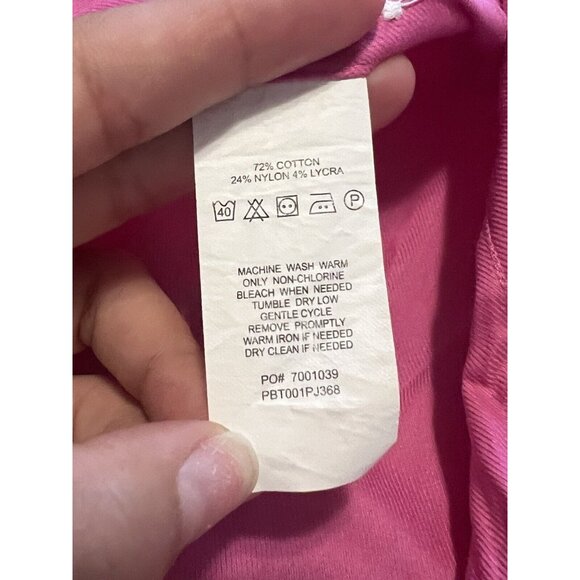 72% COTTON
24% NYLON 4% LYCRA
40 P
MACHINE WASH WARM
ONLY NON-CHLORINE
BLEACH WHEN NEEDED
TUMBLE DRY LOW
GENTLE CYCLE
REMOVE PROMPTLY
WARM IRON IF NEEDED
DRY CLEAN IF NEEDED
PO# 7001039
PBT001PJ368